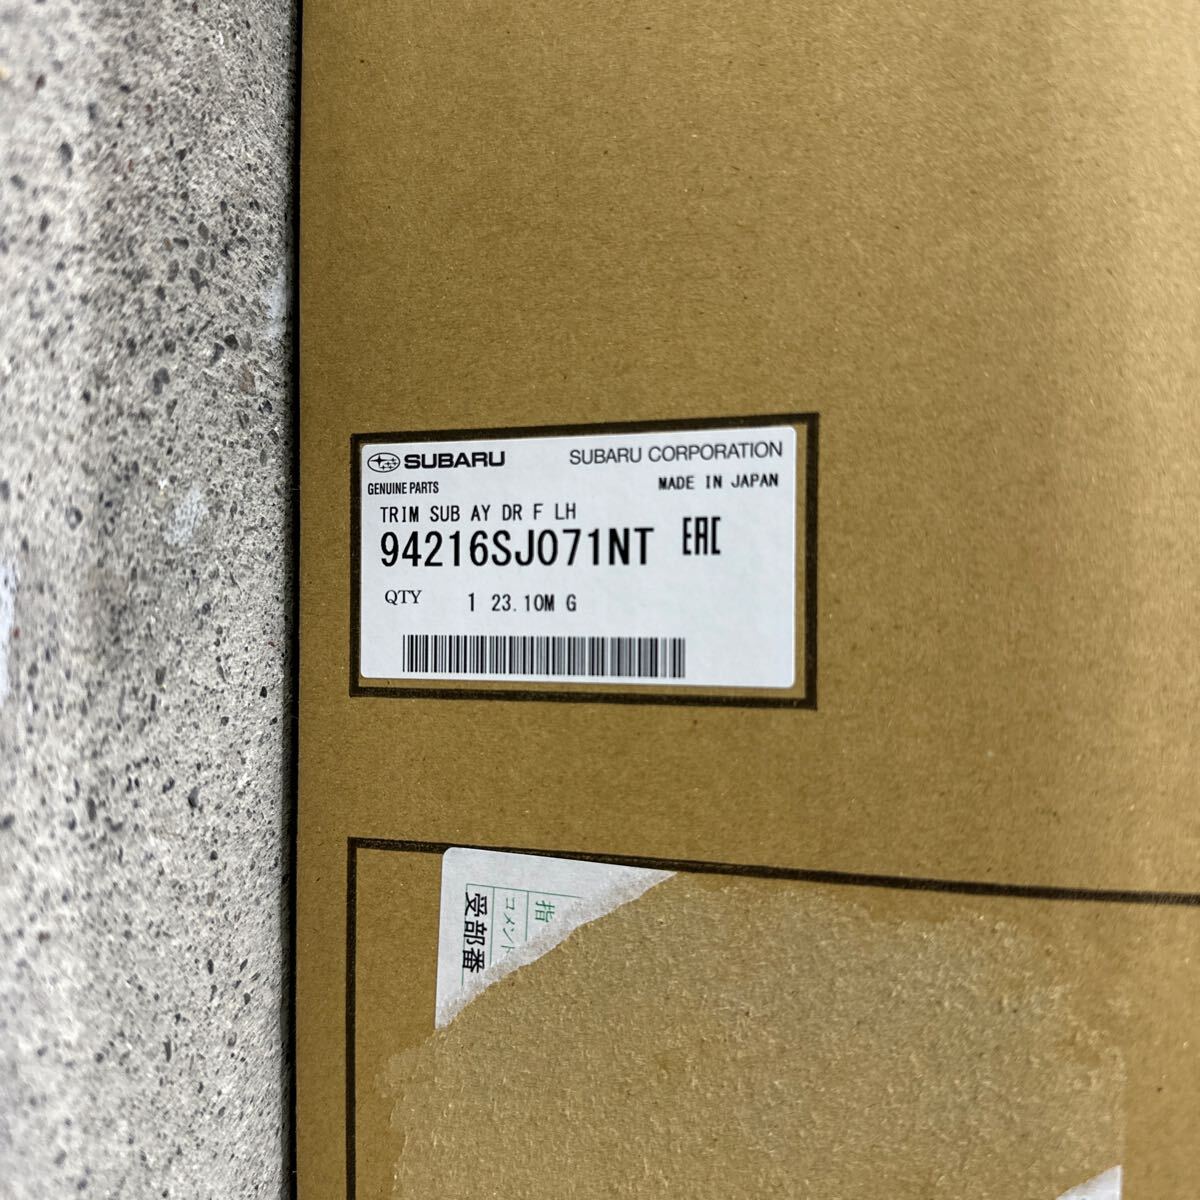 SUBARU SUBARU CORPORATION
GENUINE PARTS MADE IN JAPAN
TRIM SUB AY DR F LH
94216SJ071NT EAC
QTY 1 23.10M G
指
コメント
受部番